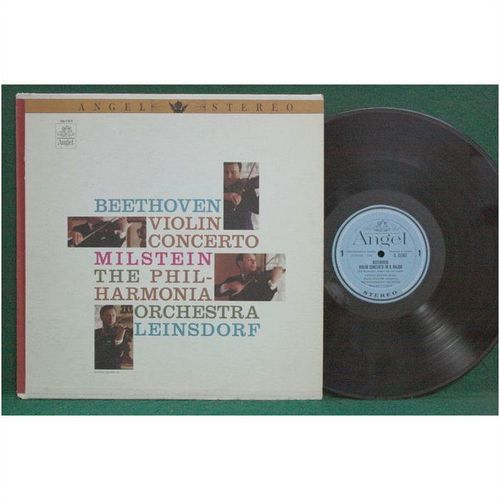 ANGEL STEREO
Angel
BEETHOVEN
VIOLIN
CONCERTO
MILSTEIN
THE PHIL-
HARMONIA
ORCHESTRA
LEINSDORF
Angel
1 1
BEETHOVEN
VIOLIN CONCERTO IN D MAJOR
STEREO